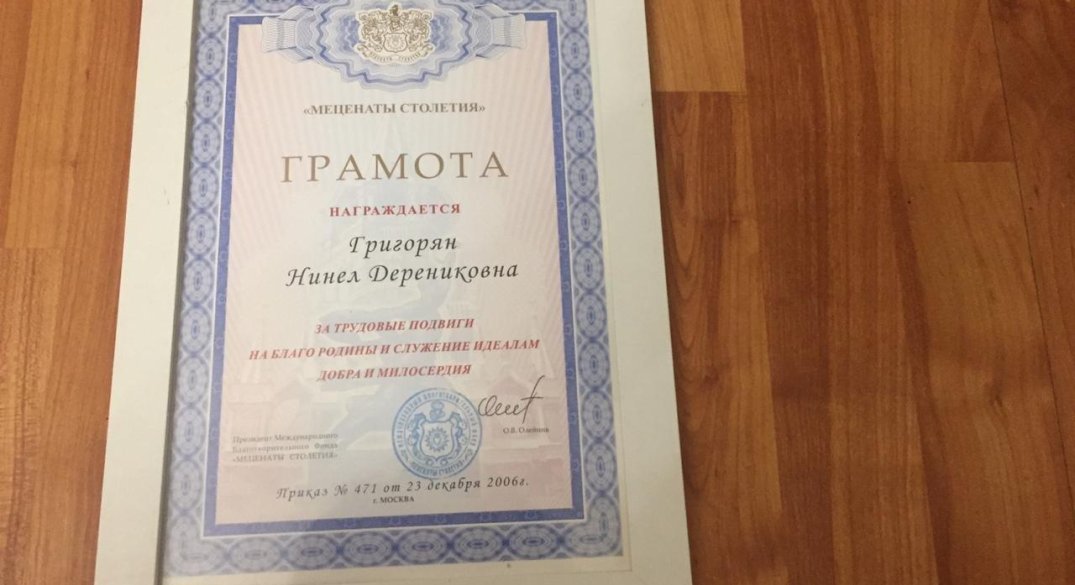 «МЕЦЕНАТЫ СТОЛЕТИЯ»
ГРАМОТА
НАГРАЖДАЕТСЯ
Григорян
Нинел Дерениковна
ЗА ТРУДОВЫЕ ПОДВИГИ
НА БЛАГО РОДИНЫ И СЛУЖЕНИЕ ИДЕАЛАМ
ДОБРА И МИЛОСЕРДИЯ
О.В. Олейник
Президент Международного
Благотворительного Фонда
«МЕЦЕНАТЫ СТОЛЕТИЯ»
Приказ № 471 от 23 декабря 2006г.
г. МОСКВА